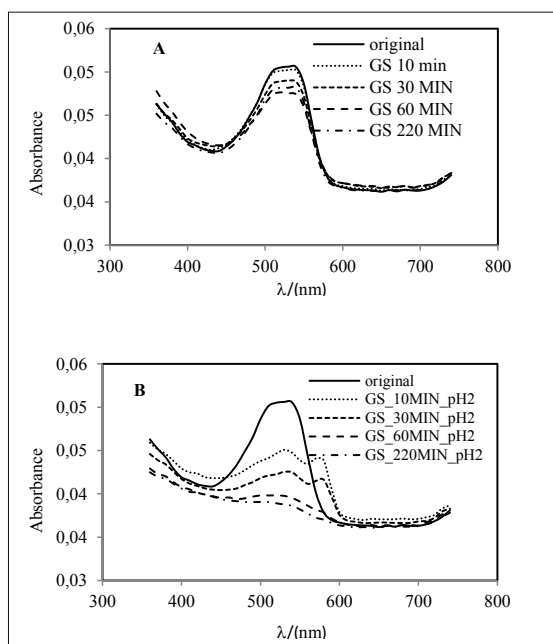 0,06
0,05
0,05
0,04
0,04
0,03
Absorbance
A
original
GS 10 min
GS 30 MIN
GS 60 MIN
GS 220 MIN
300 400 500 600 700 800
λ/(nm)
0,06
0,05
0,05
0,04
0,04
0,03
Absorbance
B
original
GS_10MIN_pH2
GS_30MIN_pH2
GS_60MIN_pH2
GS_220MIN_pH2
300 400 500 600 700 800
λ/(nm)